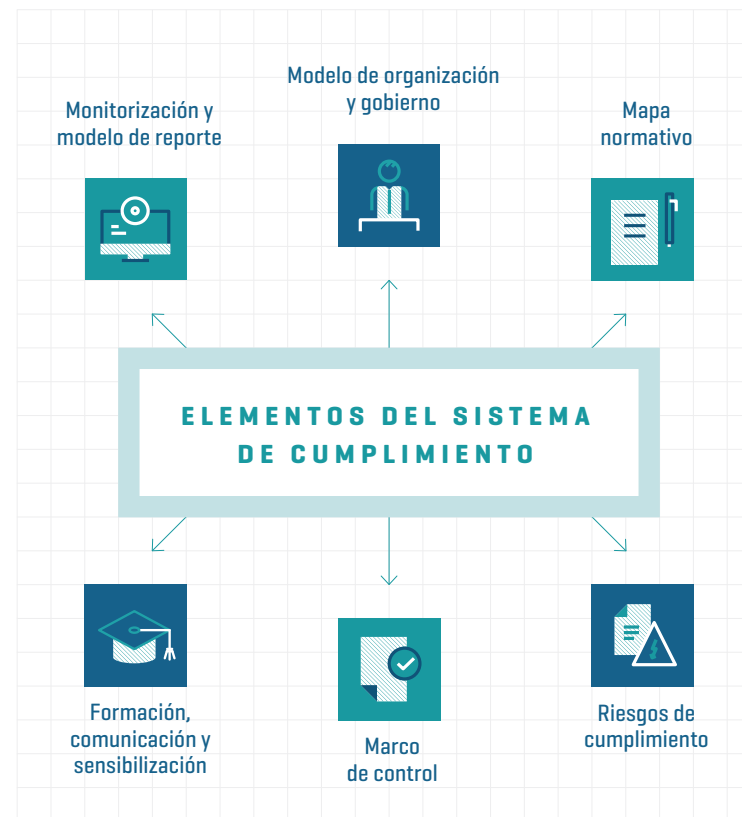 Modelo de organización
y gobierno
Monitorización y
modelo de reporte
Mapa
normativo
ELEMENTOS DEL SISTEMA
DE CUMPLIMIENTO
Formación,
comunicación y
sensibilización
Marco
de control
Riesgos de
cumplimiento